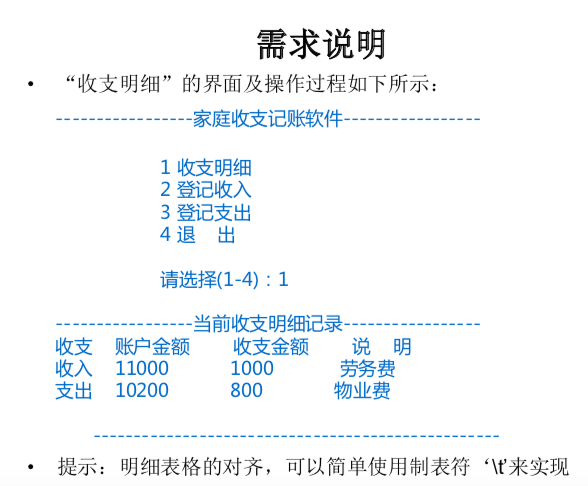 需求说明
• “收支明细”的界面及操作过程如下所示：
-----------------家庭收支记账软件-----------------
1 收支明细
2 登记收入
3 登记支出
4 退 出
请选择(1-4)：1
-----------------当前收支明细记录-----------------
收支 账户金额 收支金额 说 明
收入 11000 1000 劳务费
支出 10200 800 物业费
--------------------------------------------------
• 提示：明细表格的对齐，可以简单使用制表符‘\t’来实现